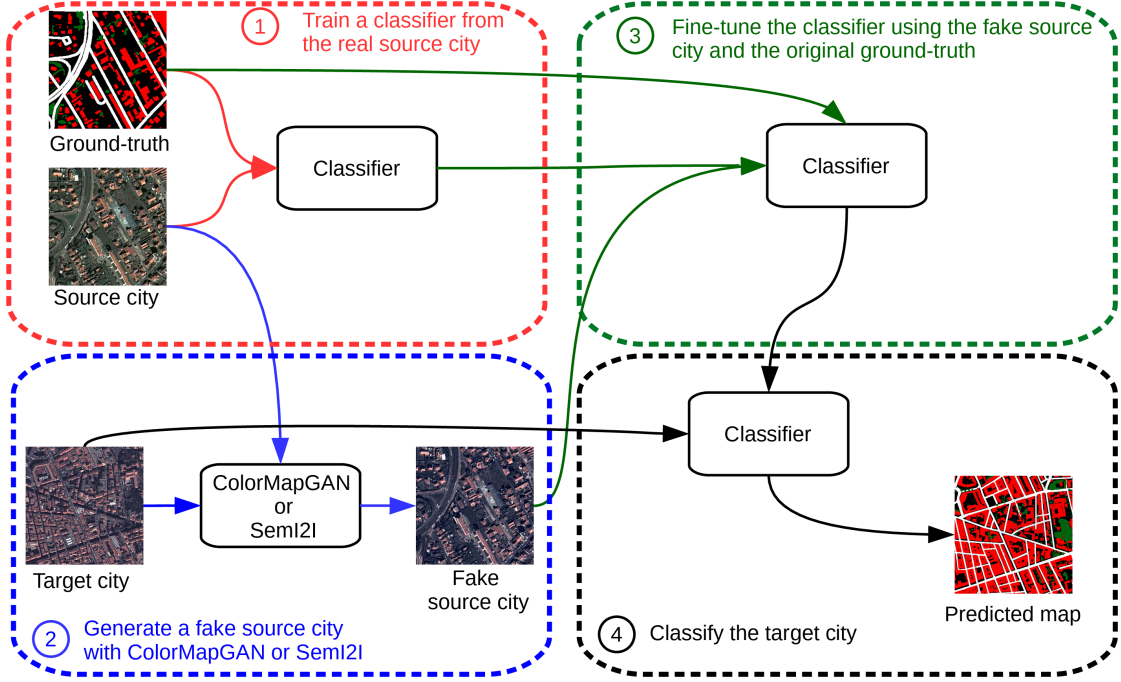 1
Train a classifier from
the real source city
Ground-truth
Classifier
Source city
3
Fine-tune the classifier using the fake source
city and the original ground-truth
Classifier
ColorMapGAN
or
SemI2I
Target city
Fake
source city
2
Generate a fake source city
with ColorMapGAN or SemI2I
Classifier
Predicted map
4
Classify the target city